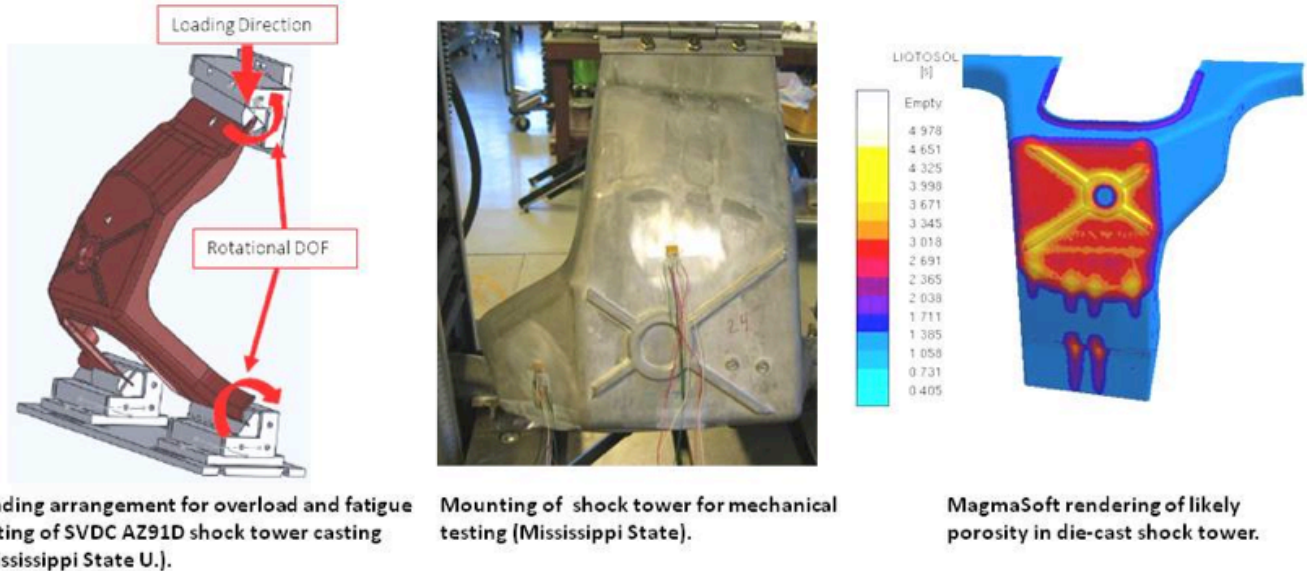 Loading Direction
Rotational DOF
24
LIQTOSOL
[s]
Empty
4 978
4 651
4 325
3 998
3 671
3 345
3 018
2 691
2 365
2 038
1 711
1 385
1 058
0 731
0 405
ading arrangement for overload and fatigue
ting of SVDC AZ91D shock tower casting
ssissippi State U.).
Mounting of shock tower for mechanical
testing (Mississippi State).
MagmaSoft rendering of likely
porosity in die-cast shock tower.